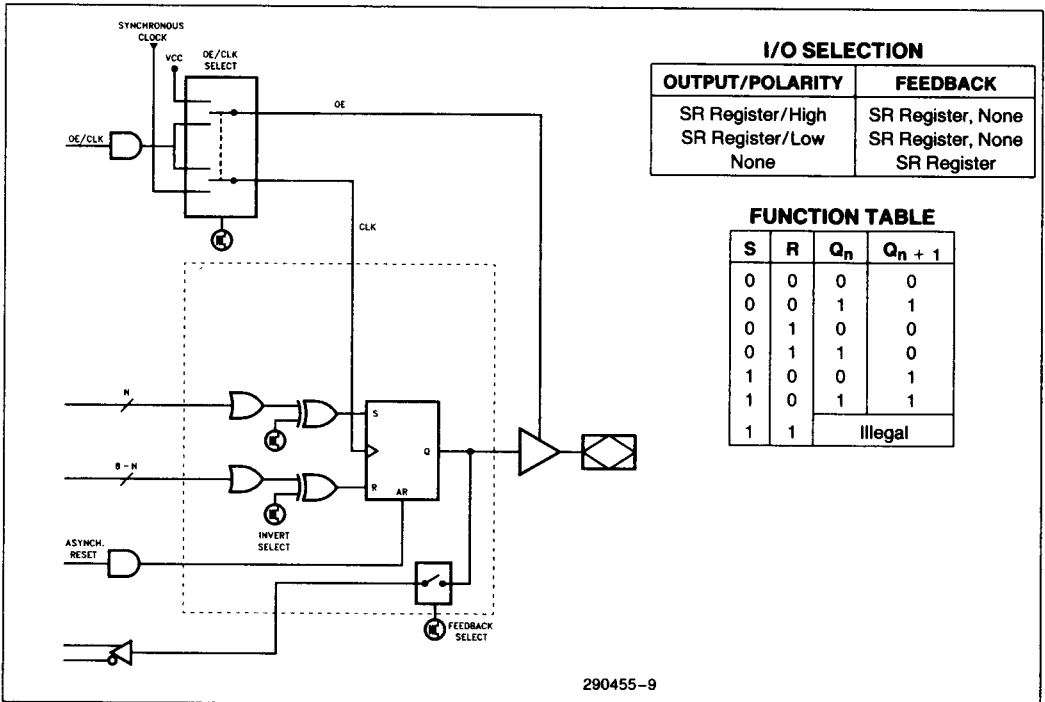 SYNCHRONOUS
CLOCK
VCC
OE/CLK
SELECT
OE
OE/CLK
CLK
N
S
Q
8 - N
R
AR
INVERT
SELECT
ASYNCH.
RESET
FEEDBACK
SELECT
290455-9
I/O SELECTION
OUTPUT/POLARITY FEEDBACK
SR Register/High SR Register, None
SR Register/Low SR Register, None
None SR Register
FUNCTION TABLE
S R Qn Qn + 1
0 0 0 0
0 0 1 1
0 1 0 0
0 1 1 0
1 0 0 1
1 0 1 1
1 1 Illegal